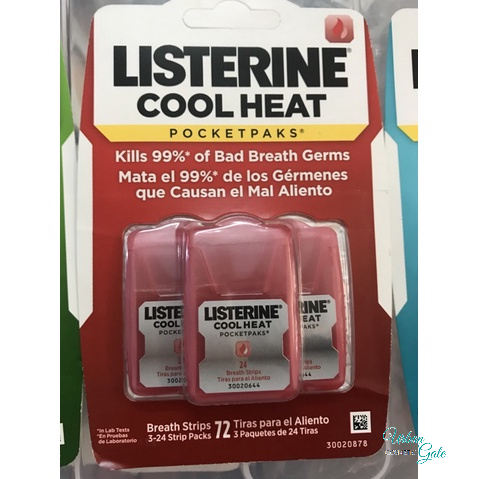 LISTERINE®
COOL HEAT
POCKETPAKS®
Kills 99%* of Bad Breath Germs
Mata el 99%* de los Gérmenes
que Causan el Mal Aliento
LISTERINE
COOL HEAT
POCKETPAKS®
24
Breath Strips
Tiras para el Aliento
30020644
*In Lab Tests
*En Pruebas
de Laboratorio
Breath Strips 72 Tiras para el Aliento
3-24 Strip Packs 3 Paquetes de 24 Tiras
30020878
Gate